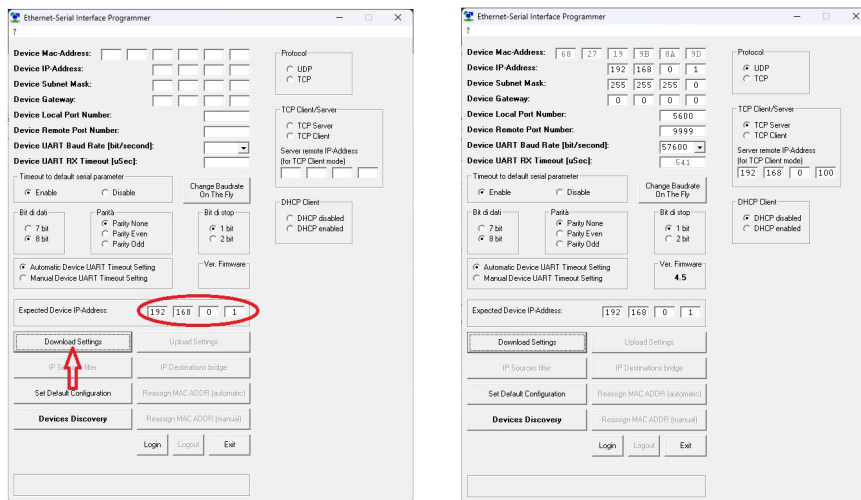 Ethernet-Serial Interface Programmer
?
Device Mac-Address:
Device IP-Address:
Device Subnet Mask:
Device Gateway:
Device Local Port Number:
Device Remote Port Number:
Device UART Baud Rate [bit/second]:
Device UART RX Timeout [uSec]:
Timeout to default serial parameter
Enable Disable
Change Baudrate
On The Fly
Bit di dati
7 bit
8 bit
Parità
Parity None
Parity Even
Parity Odd
Bit di stop
1 bit
2 bit
Automatic Device UART Timeout Setting
Manual Device UART Timeout Setting
Ver. Firmware
Expected Device IP-Address: 192 168 0 1
Download Settings Upload Settings
IP Sources filter IP Destinations bridge
Set Default Configuration Reassign MAC ADDR (automatic)
Devices Discovery Reassign MAC ADDR (manual)
Login Logout Exit
Protocol
UDP
TCP
TCP Client/Server
TCP Server
TCP Client
Server remote IP-Address
(for TCP Client mode)
DHCP Client
DHCP disabled
DHCP enabled
Ethernet-Serial Interface Programmer
?
Device Mac-Address: 68 27 19 9B 8A 9D
Device IP-Address: 192 168 0 1
Device Subnet Mask: 255 255 255 0
Device Gateway: 0 0 0 0
Device Local Port Number: 5600
Device Remote Port Number: 9999
Device UART Baud Rate [bit/second]: 57600
Device UART RX Timeout [uSec]: 541
Timeout to default serial parameter
Enable Disable
Change Baudrate
On The Fly
Bit di dati
7 bit
8 bit
Parità
Parity None
Parity Even
Parity Odd
Bit di stop
1 bit
2 bit
Automatic Device UART Timeout Setting
Manual Device UART Timeout Setting
Ver. Firmware
4.5
Expected Device IP-Address: 192 168 0 1
Download Settings Upload Settings
IP Sources filter IP Destinations bridge
Set Default Configuration Reassign MAC ADDR (automatic)
Devices Discovery Reassign MAC ADDR (manual)
Login Logout Exit
Protocol
UDP
TCP
TCP Client/Server
TCP Server
TCP Client
Server remote IP-Address
(for TCP Client mode)
192 168 0 100
DHCP Client
DHCP disabled
DHCP enabled